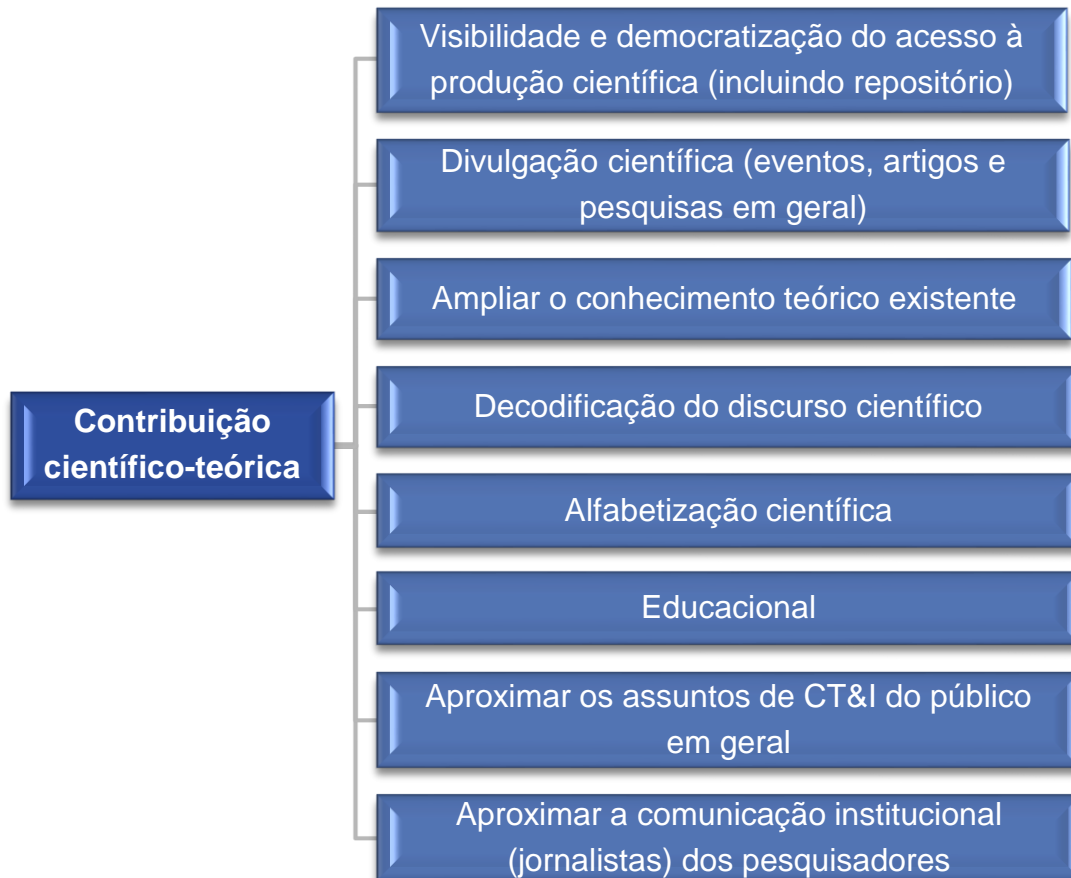 Visibilidade e democratização do acesso à
produção científica (incluindo repositório)
Divulgação científica (eventos, artigos e
pesquisas em geral)
Ampliar o conhecimento teórico existente
Contribuição
científico-teórica
Decodificação do discurso científico
Alfabetização científica
Educacional
Aproximar os assuntos de CT&I do público
em geral
Aproximar a comunicação institucional
(jornalistas) dos pesquisadores